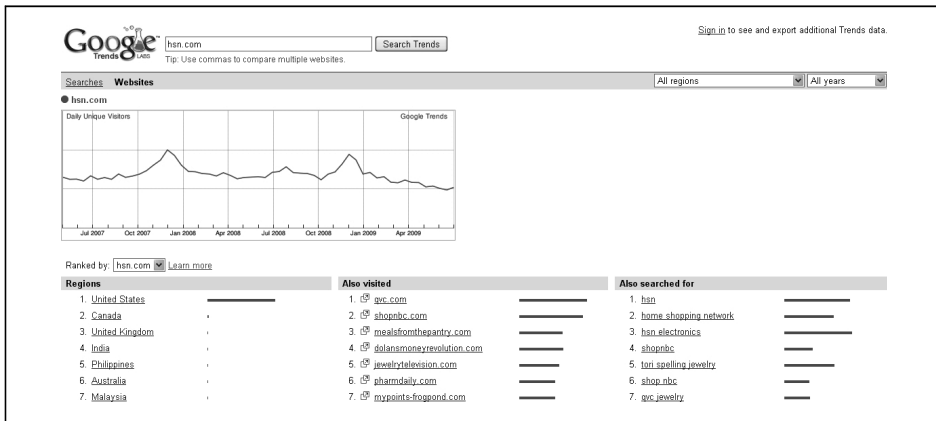 Sign in to see and export additional Trends data.
Google™
Trends LABS
hsn.com
Search Trends
Tip: Use commas to compare multiple websites.
Searches Websites
All regions All years
hsn.com
Daily Unique Visitors Google Trends
Jul 2007 Oct 2007 Jan 2008 Apr 2008 Jul 2008 Oct 2008 Jan 2009 Apr 2009
Ranked by: hsn.com Learn more
Regions
1. United States
2. Canada
3. United Kingdom
4. India
5. Philippines
6. Australia
7. Malaysia
Also visited
1. qvc.com
2. shopnbc.com
3. mealsfromthepantry.com
4. dolansmoneyrevolution.com
5. jewelrytelevision.com
6. pharmdaily.com
7. mypoints-frogpond.com
Also searched for
1. hsn
2. home shopping network
3. hsn electronics
4. shopnbc
5. tori spelling jewelry
6. shop nbc
7. qvc jewelry